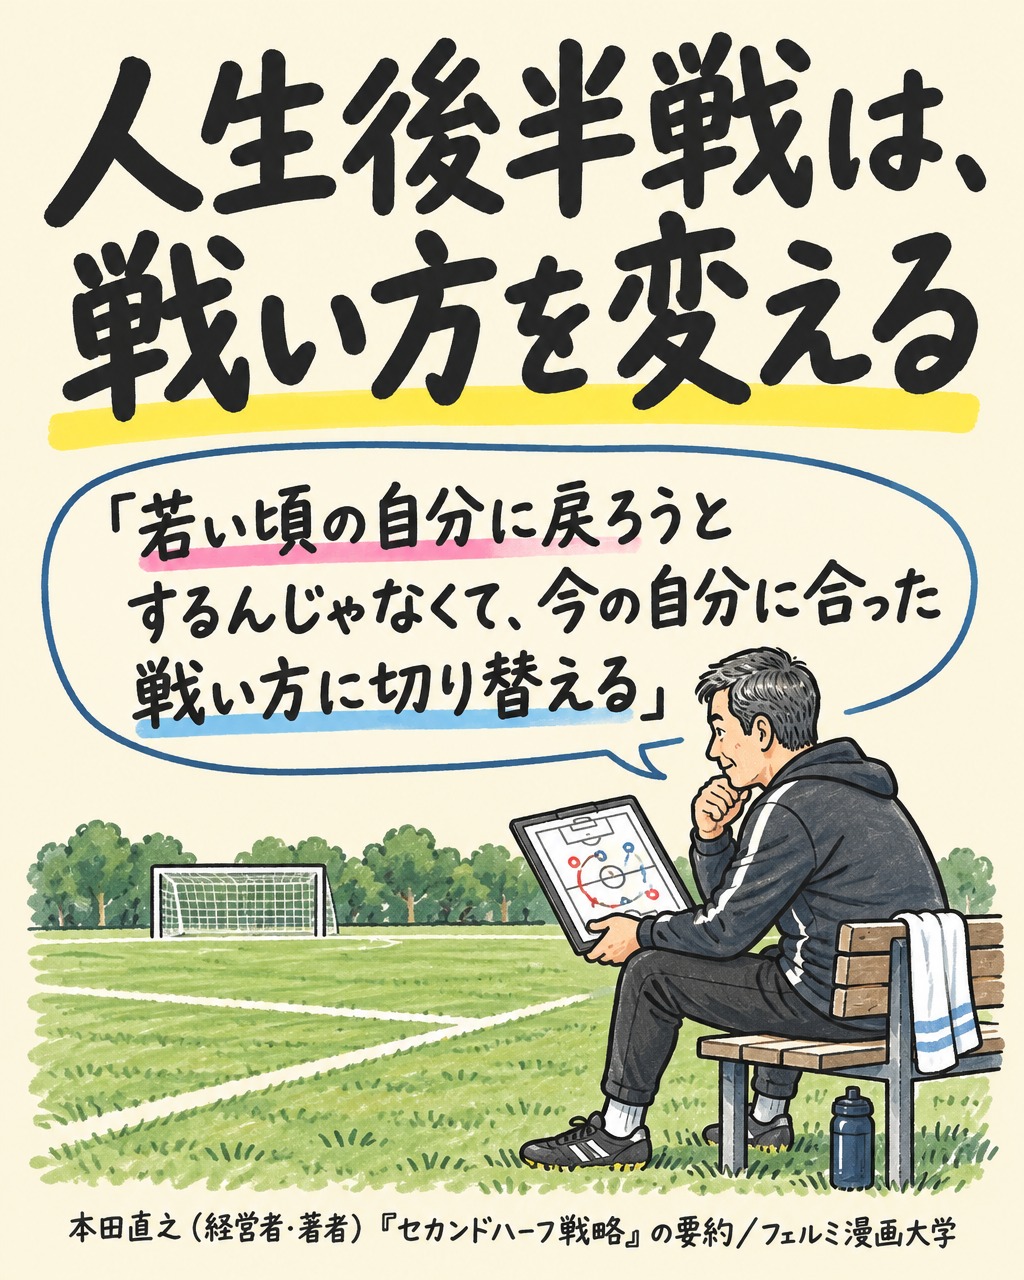 人生後半戦は、
戦い方を変える
「若い頃の自分に戻ろうと
するんじゃなくて、今の自分に合った
戦い方に切り替える」
本田直之（経営者・著者）『セカンドハーフ戦略』の要約／フェルミ漫画大学